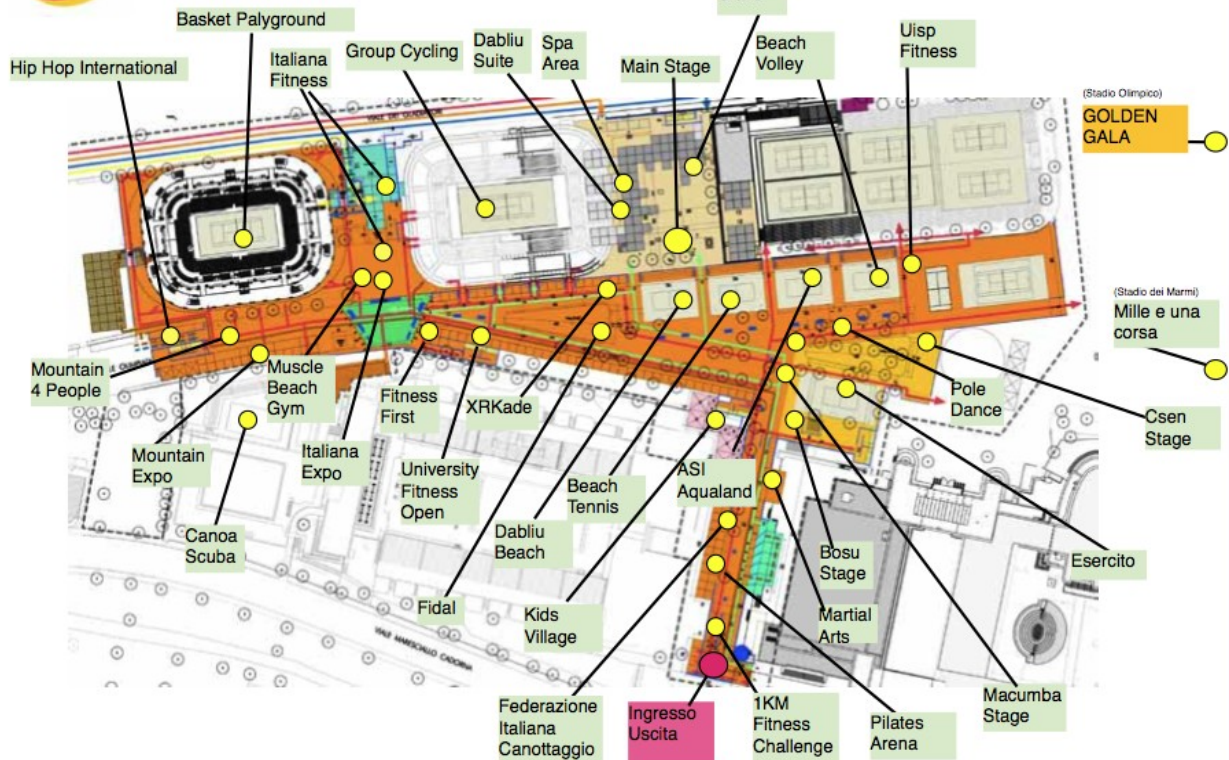 Basket Palyground
Hip Hop International
Italiana
Fitness
Group Cycling
Dabliu
Suite
Spa
Area
Main Stage
Beach
Volley
Uisp
Fitness
(Stadio Olimpico)
GOLDEN
GALA
(Stadio dei Marmi)
Mille e una
corsa
Mountain
4 People
Mountain
Expo
Canoa
Scuba
Muscle
Beach
Gym
Italiana
Expo
Fitness
First
University
Fitness
Open
XRKade
Fidal
Dabliu
Beach
Beach
Tennis
Kids
Village
ASI
Aqualand
Pole
Dance
Csen
Stage
Esercito
Bosu
Stage
Martial
Arts
Macumba
Stage
Pilates
Arena
1KM
Fitness
Challenge
Ingresso
Uscita
Federazione
Italiana
Canottaggio
VIALE MARESCIALLO CADORNA